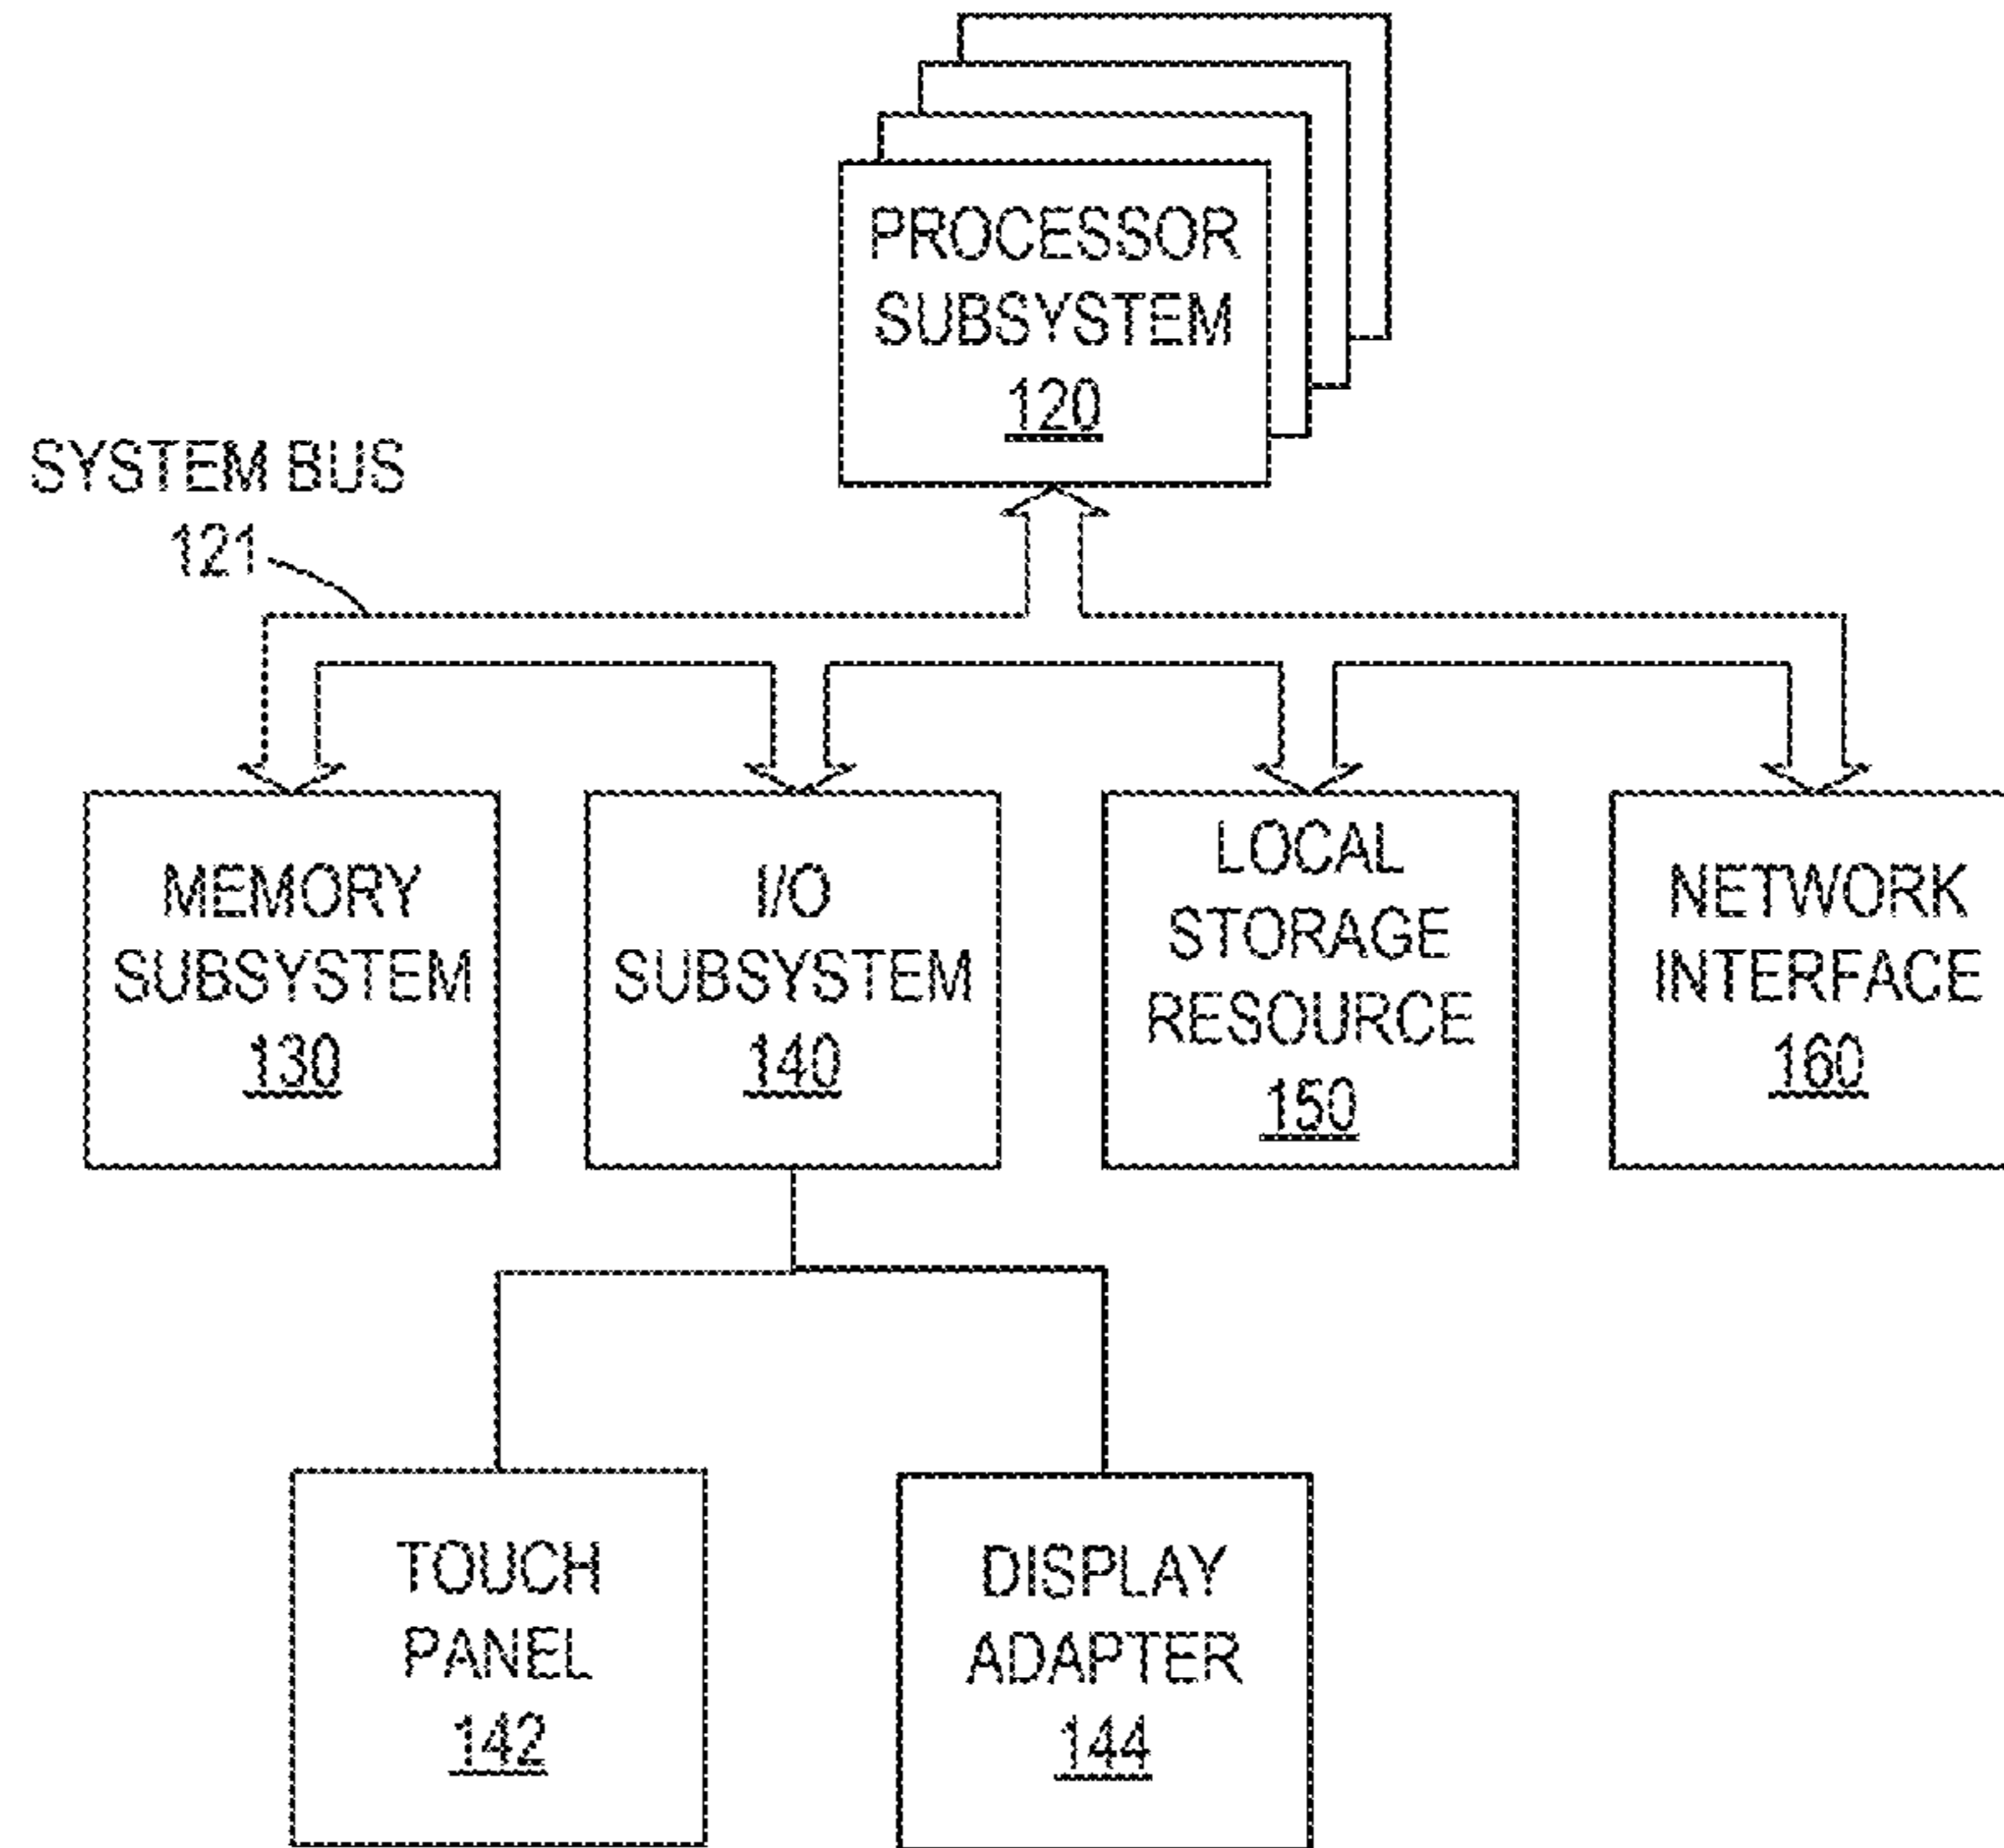 PROCESSOR
SUBSYSTEM
120
SYSTEM BUS
121
MEMORY
SUBSYSTEM
130
I/O
SUBSYSTEM
140
LOCAL
STORAGE
RESOURCE
150
NETWORK
INTERFACE
160
TOUCH
PANEL
142
DISPLAY
ADAPTER
144